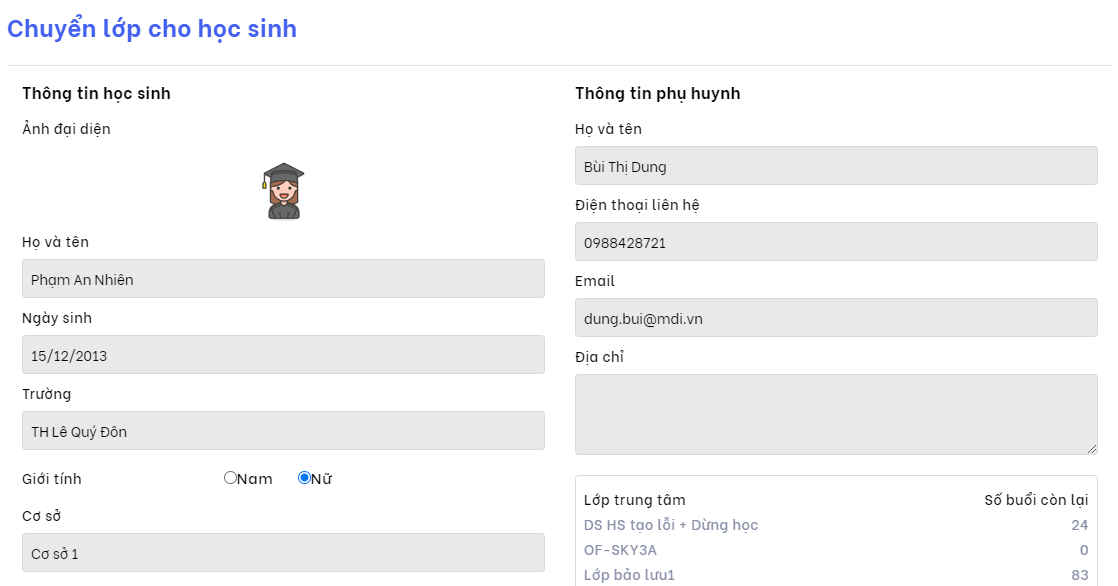 Chuyển lớp cho học sinh
Thông tin học sinh
Ảnh đại diện
Họ và tên
Phạm An Nhiên
Ngày sinh
15/12/2013
Trường
TH Lê Quý Đôn
Giới tính Nam Nữ
Cơ sở
Cơ sở 1
Thông tin phụ huynh
Họ và tên
Bùi Thị Dung
Điện thoại liên hệ
0988428721
Email
dung.bui@mdi.vn
Địa chỉ
Lớp trung tâm Số buổi còn lại
DS HS tạo lỗi + Dừng học 24
OF-SKY3A 0
Lớp bảo lưu1 83